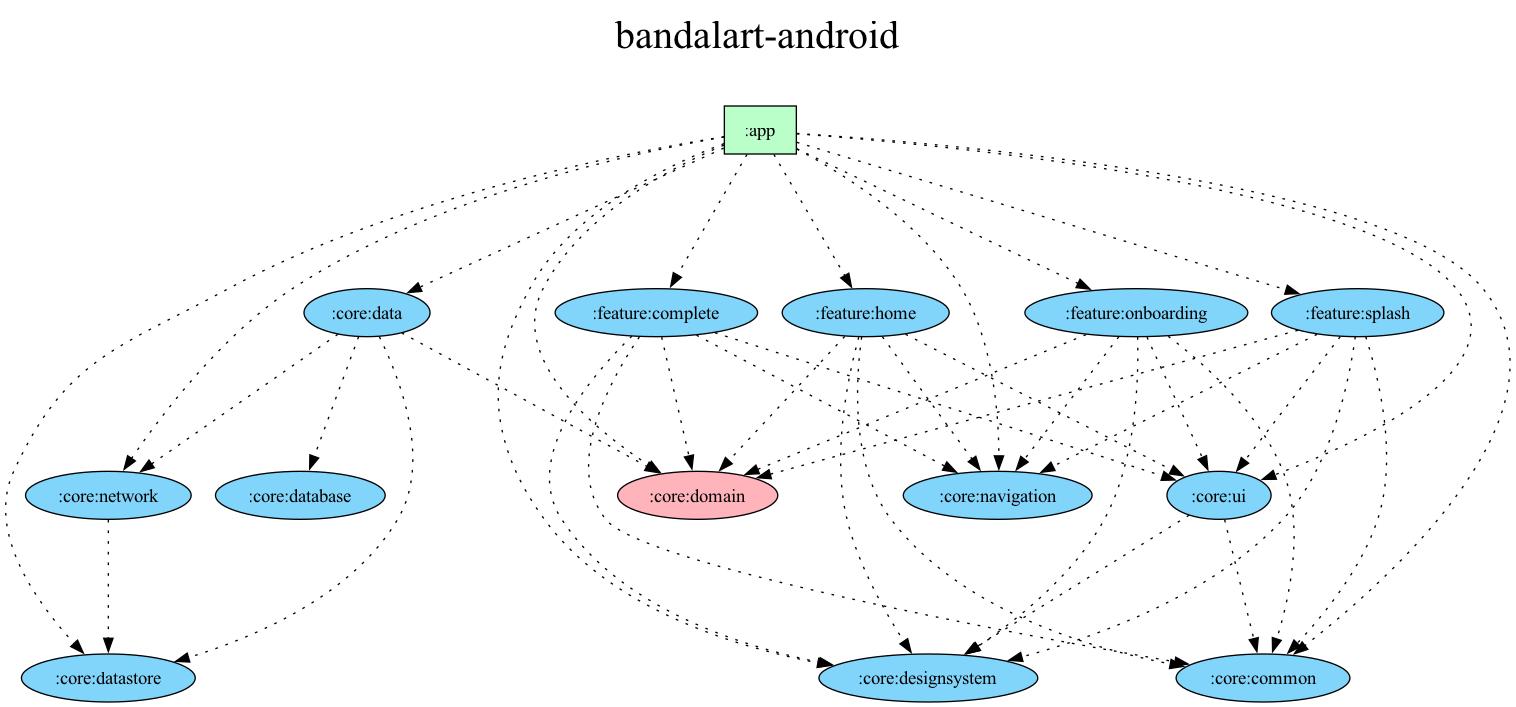 bandalart-android
:app
:core:data
:feature:complete
:feature:home
:feature:onboarding
:feature:splash
:core:network
:core:database
:core:domain
:core:navigation
:core:ui
:core:datastore
:core:designsystem
:core:common